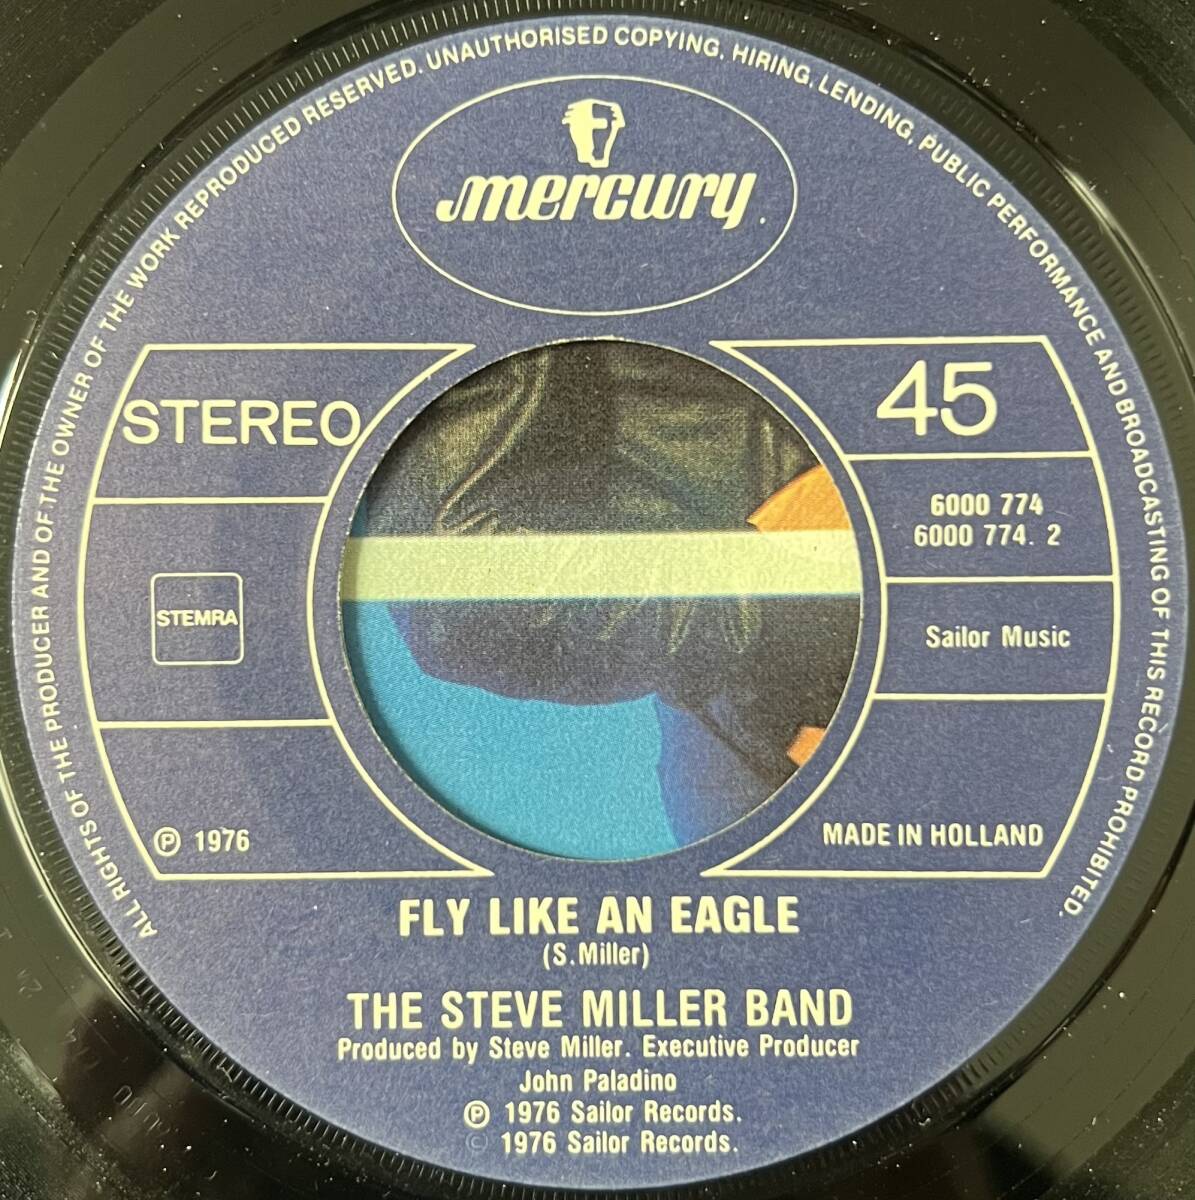 ALL RIGHTS OF THE PRODUCER AND OF THE OWNER OF THE WORK REPRODUCED RESERVED. UNAUTHORISED COPYING, HIRING, LENDING, PUBLIC PERFORMANCE AND BROADCASTING OF THIS RECORD PROHIBITED.
mercury
STEREO
45
6000 774
6000 774. 2
STEMRA
Sailor Music
℗ 1976
MADE IN HOLLAND
FLY LIKE AN EAGLE
(S. Miller)
THE STEVE MILLER BAND
Produced by Steve Miller. Executive Producer
John Paladino
℗ 1976 Sailor Records.
© 1976 Sailor Records.